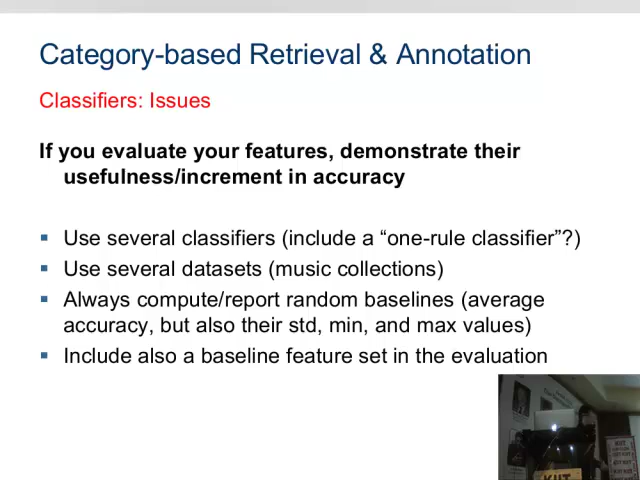 Category-based Retrieval & Annotation
Classifiers: Issues
If you evaluate your features, demonstrate their
usefulness/increment in accuracy
Use several classifiers (include a “one-rule classifier”?)
Use several datasets (music collections)
Always compute/report random baselines (average
accuracy, but also their std, min, and max values)
Include also a baseline feature set in the evaluation